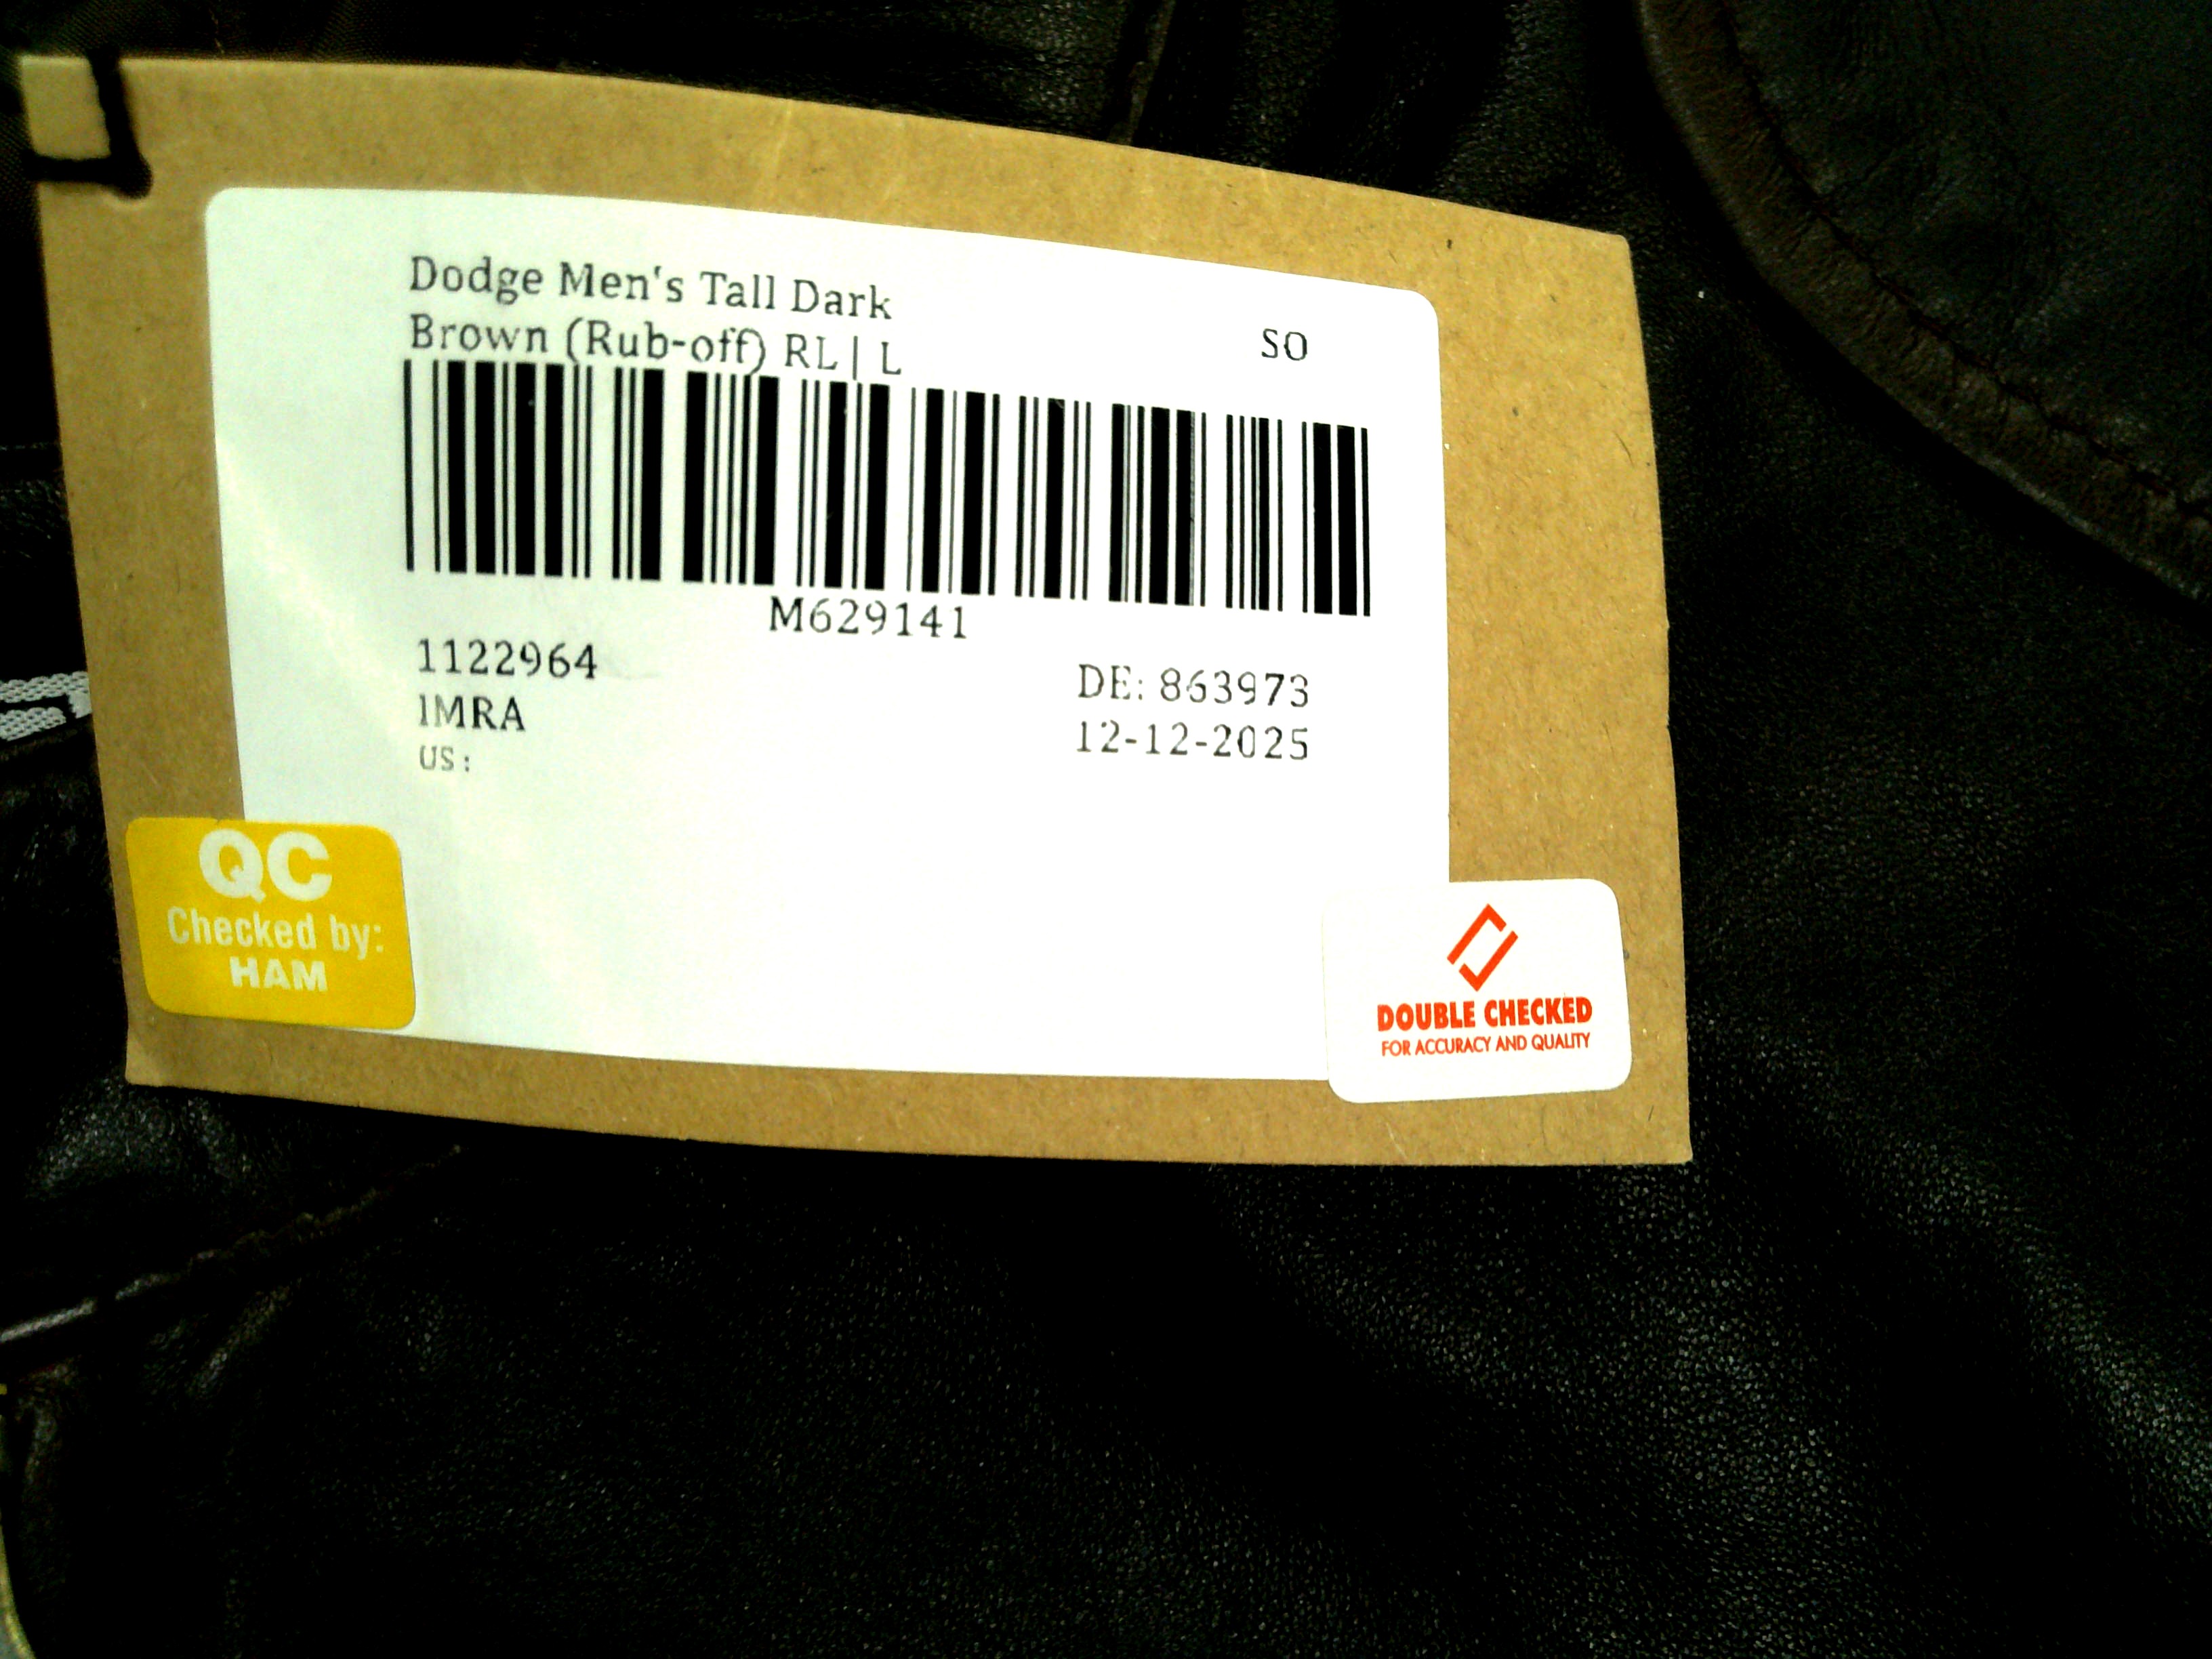 Dodge Men's Tall Dark
Brown (Rub-off) RL | L
SO
M629141
1122964
IMRA
US:
DE: 863973
12-12-2025
QC
Checked by:
HAM
DOUBLE CHECKED
FOR ACCURACY AND QUALITY